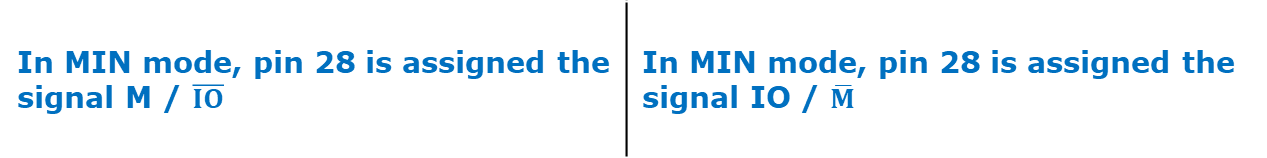 In MIN mode, pin 28 is assigned the
signal M / I̅O̅
In MIN mode, pin 28 is assigned the
signal IO / M̅